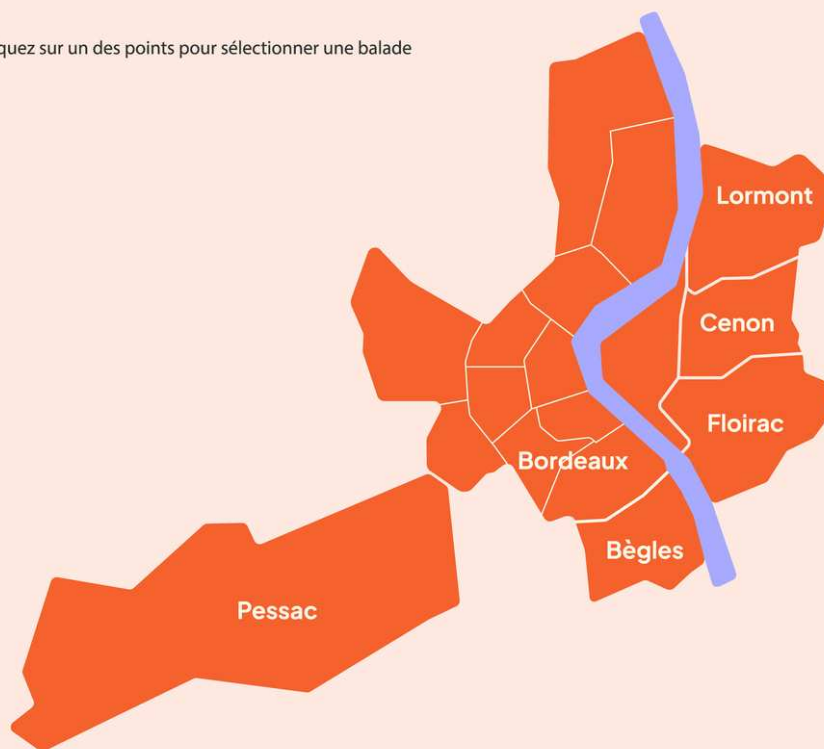 quez sur un des points pour sélectionner une balade
Lormont
Cenon
Floirac
Bordeaux
Bègles
Pessac